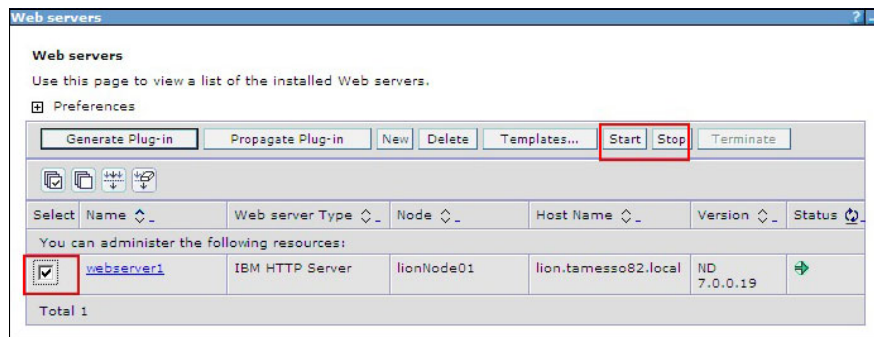 Web servers
Web servers
Use this page to view a list of the installed Web servers.
Preferences
Generate Plug-in Propagate Plug-in New Delete Templates... Start Stop Terminate
Select Name Web server Type Node Host Name Version Status
You can administer the following resources:
webserver1 IBM HTTP Server lionNode01 lion.tamesso82.local ND
7.0.0.19
Total 1